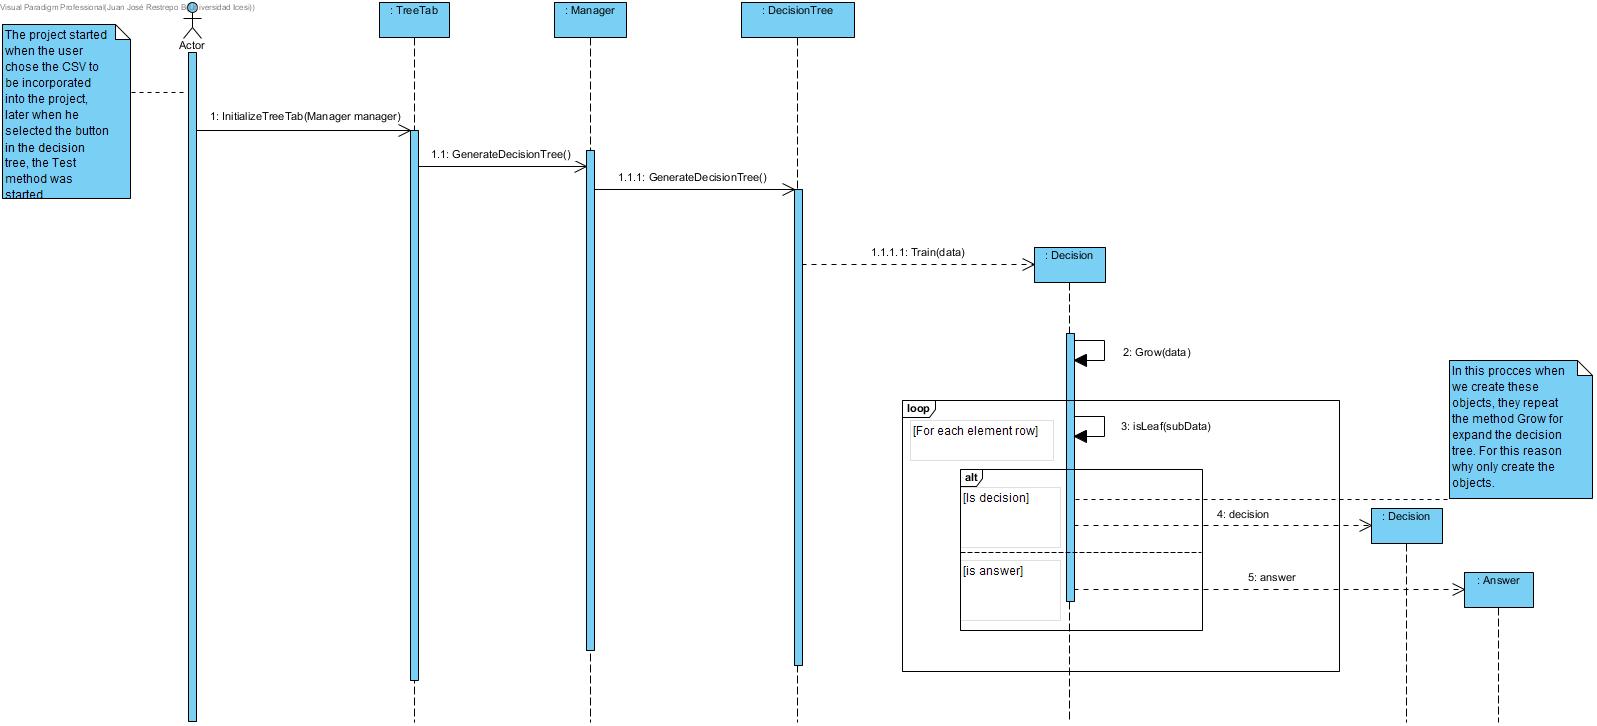 Visual Paradigm Professional(Juan José Restrepo B
iversidad Icesi))
The project started
when the user
chose the CSV to
be incorporated
into the project,
later when he
selected the button
in the decision
tree, the Test
method was
started
Actor
: TreeTab
: Manager
: DecisionTree
1: InitializeTreeTab(Manager manager)
1.1: GenerateDecisionTree()
1.1.1: GenerateDecisionTree()
1.1.1.1: Train(data)
: Decision
2: Grow(data)
loop
[For each element row]
3: isLeaf(subData)
alt
[Is decision]
In this procces when
we create these
objects, they repeat
the method Grow for
expand the decision
tree. For this reason
why only create the
objects.
4: decision
: Decision
[is answer]
5: answer
: Answer